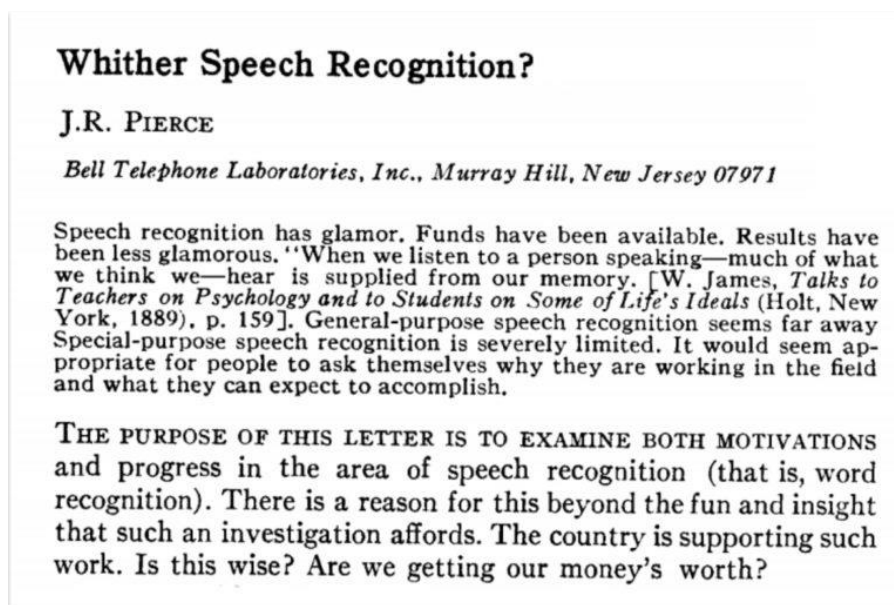 Whither Speech Recognition?
J.R. PIERCE
Bell Telephone Laboratories, Inc., Murray Hill, New Jersey 07971
Speech recognition has glamor. Funds have been available. Results have
been less glamorous. "When we listen to a person speaking—much of what
we think we—hear is supplied from our memory. [W. James, Talks to
Teachers on Psychology and to Students on Some of Life's Ideals (Holt, New
York, 1889), p. 159]. General-purpose speech recognition seems far away
Special-purpose speech recognition is severely limited. It would seem ap-
propriate for people to ask themselves why they are working in the field
and what they can expect to accomplish.
THE PURPOSE OF THIS LETTER IS TO EXAMINE BOTH MOTIVATIONS
and progress in the area of speech recognition (that is, word
recognition). There is a reason for this beyond the fun and insight
that such an investigation affords. The country is supporting such
work. Is this wise? Are we getting our money's worth?